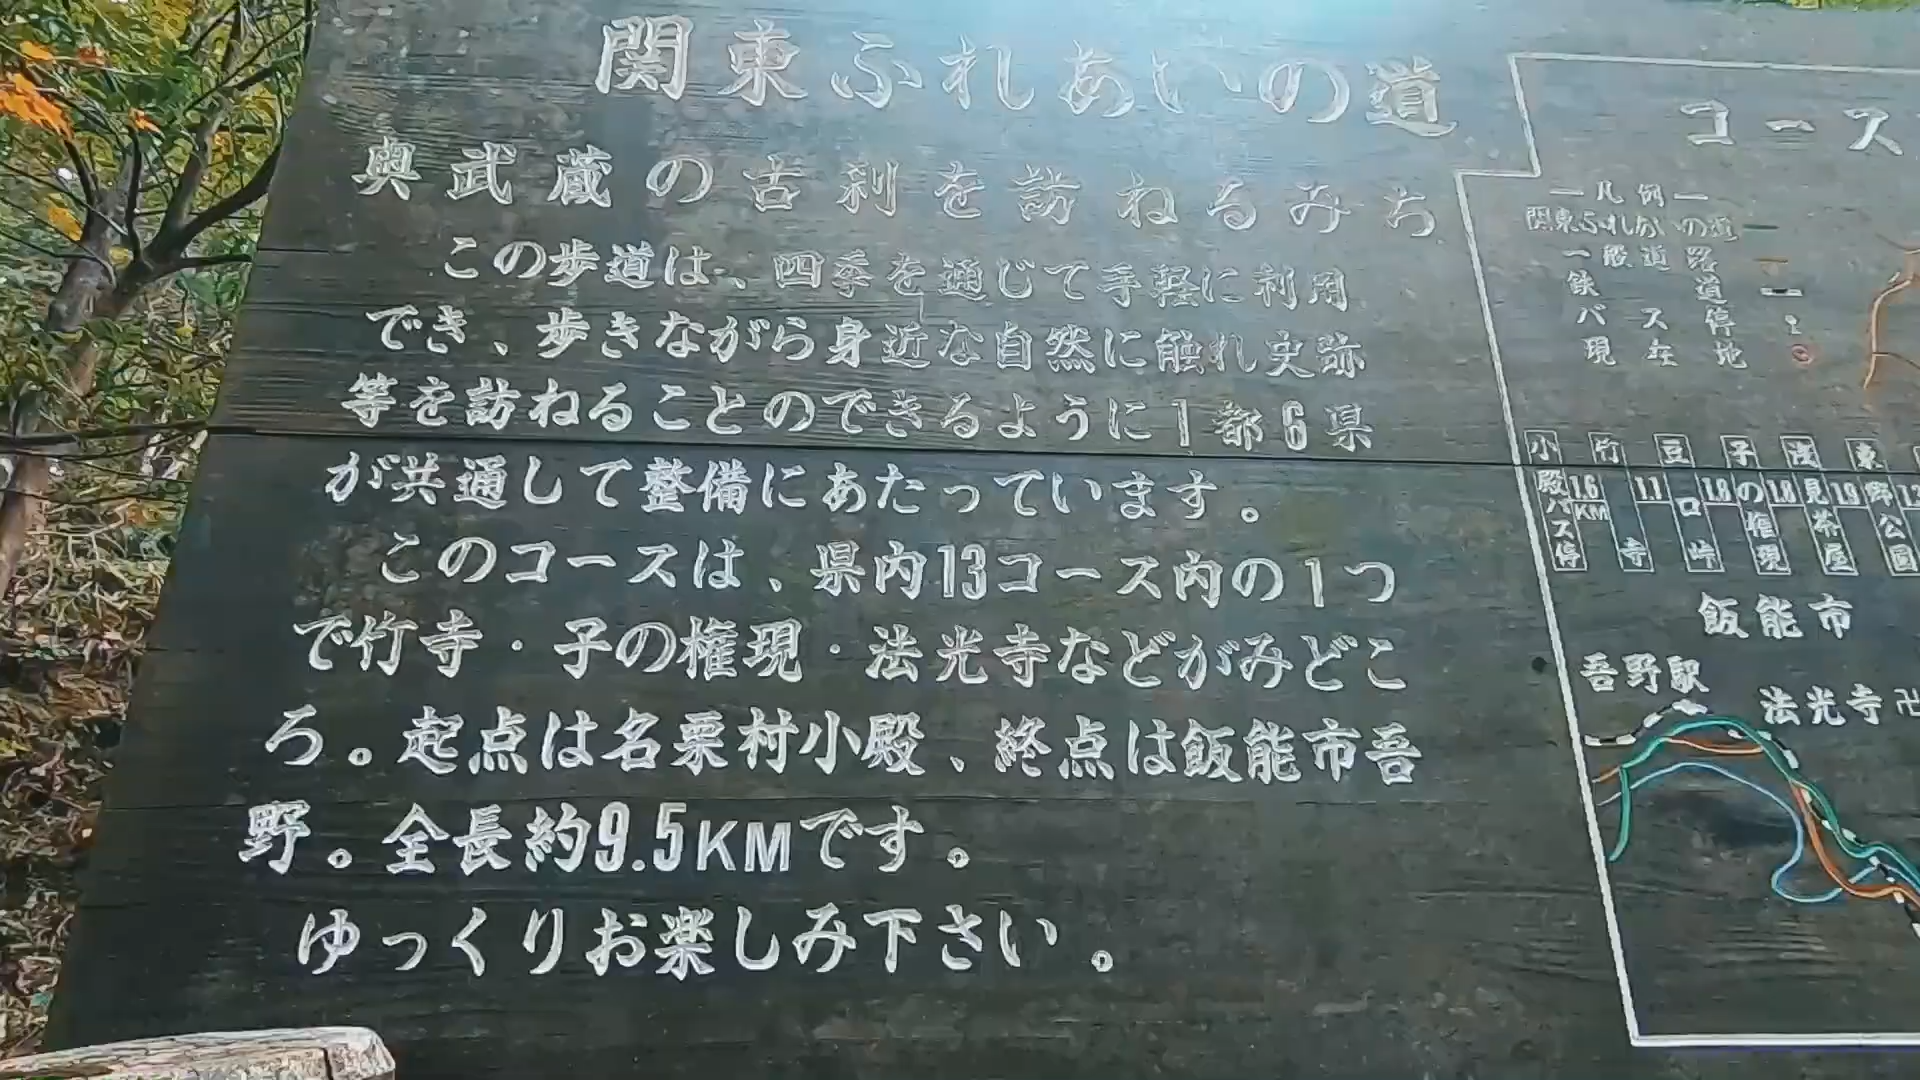 関東ふれあいの道
奥武蔵の古刹を訪ねるみち
この歩道は、四季を通じて手軽に利用
でき、歩きながら身近な自然に触れ史跡
等を訪ねることのできるように1都6県
が共通して整備にあたっています。
このコースは、県内13コース内の1つ
で竹寺・子の権現・法光寺などがみどこ
ろ。起点は名栗村小殿、終点は飯能市吾
野。全長約9.5KMです。
ゆっくりお楽しみ下さい。
コース
凡例
関東ふれあいの道
一般道路
鉄道
バス停
現在地
小殿バス停
1.6KM
竹寺
1.1
豆口峠
1.8
子の権現
1.8
浅見茶屋
1.9
東郷公園
飯能市
吾野駅
法光寺卍